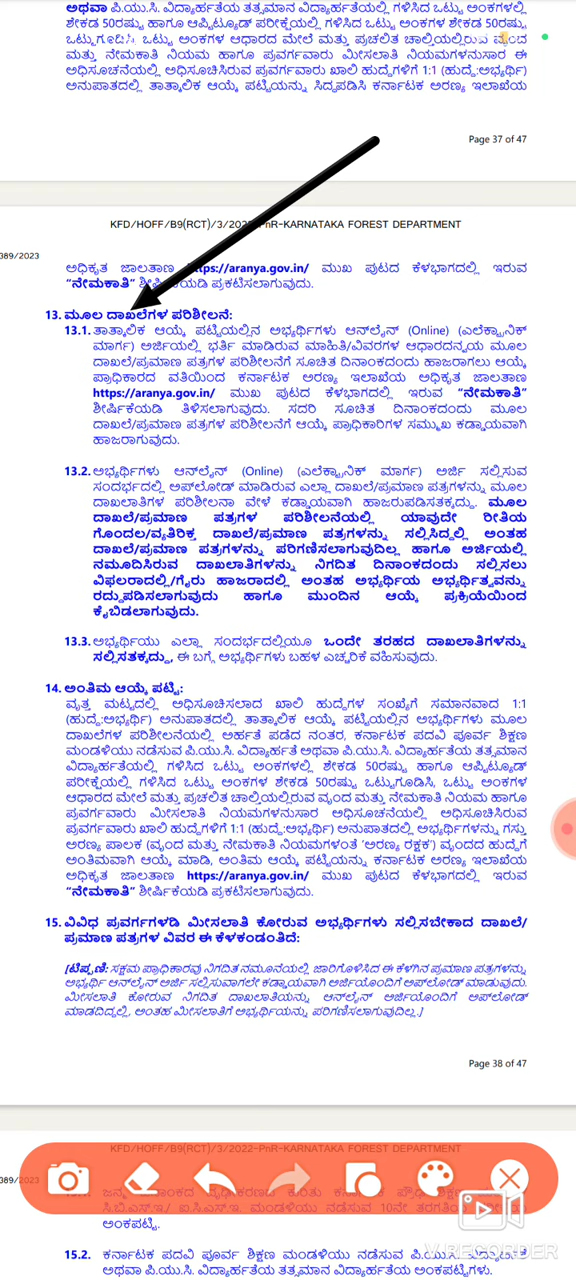 ಅಥವಾ ಪಿ.ಯು.ಸಿ. ವಿದ್ಯಾರ್ಹತೆಯ ತತ್ಸಮಾನ ವಿದ್ಯಾರ್ಹತೆಯಲ್ಲಿ ಗಳಿಸಿದ ಒಟ್ಟು ಅಂಕಗಳಲ್ಲಿ
ಶೇಕಡ 50ರಷ್ಟು ಹಾಗೂ ಆಪ್ಟಿಟ್ಯೂಡ್ ಪರೀಕ್ಷೆಯಲ್ಲಿ ಗಳಿಸಿದ ಒಟ್ಟು ಅಂಕಗಳ ಶೇಕಡ 50ರಷ್ಟು
ಒಟ್ಟುಗೂಡಿಸಿ, ಒಟ್ಟು ಅಂಕಗಳ ಆಧಾರದ ಮೇಲೆ ಮತ್ತು ಪ್ರಚಲಿತ ಚಾಲ್ತಿಯಲ್ಲಿರುವ ವೃಂದ
ಮತ್ತು ನೇಮಕಾತಿ ನಿಯಮ ಹಾಗೂ ಪ್ರವರ್ಗವಾರು ಮೀಸಲಾತಿ ನಿಯಮಗಳನುಸಾರ ಈ
ಅಧಿಸೂಚನೆಯಲ್ಲಿ ಅಧಿಸೂಚಿಸಿರುವ ಪ್ರವರ್ಗವಾರು ಖಾಲಿ ಹುದ್ದೆಗಳಿಗೆ 1:1 (ಹುದ್ದೆ:ಅಭ್ಯರ್ಥಿ)
ಅನುಪಾತದಲ್ಲಿ ತಾತ್ಕಾಲಿಕ ಆಯ್ಕೆ ಪಟ್ಟಿಯನ್ನು ಸಿದ್ಧಪಡಿಸಿ ಕರ್ನಾಟಕ ಅರಣ್ಯ ಇಲಾಖೆಯ
Page 37 of 47
KFD/HOFF/B9(RCT)/3/2022-PnR-KARNATAKA FOREST DEPARTMENT
389/2023
ಅಧಿಕೃತ ಜಾಲತಾಣ https://aranya.gov.in/ ಮುಖ ಪುಟದ ಕೆಳಭಾಗದಲ್ಲಿ ಇರುವ
“ನೇಮಕಾತಿ” ಶೀರ್ಷಿಕೆಯಡಿ ಪ್ರಕಟಿಸಲಾಗುವುದು.
13. ಮೂಲ ದಾಖಲೆಗಳ ಪರಿಶೀಲನೆ:
13.1. ತಾತ್ಕಾಲಿಕ ಆಯ್ಕೆ ಪಟ್ಟಿಯಲ್ಲಿನ ಅಭ್ಯರ್ಥಿಗಳು ಆನ್‌ಲೈನ್ (Online) (ಎಲೆಕ್ಟ್ರಾನಿಕ್
ಮಾರ್ಗ) ಅರ್ಜಿಯಲ್ಲಿ ಭರ್ತಿ ಮಾಡಿರುವ ಮಾಹಿತಿ/ವಿವರಗಳ ಆಧಾರದನ್ವಯ ಮೂಲ
ದಾಖಲೆ/ಪ್ರಮಾಣ ಪತ್ರಗಳ ಪರಿಶೀಲನೆಗೆ ಸೂಚಿತ ದಿನಾಂಕದಂದು ಹಾಜರಾಗಲು ಆಯ್ಕೆ
ಪ್ರಾಧಿಕಾರದ ವತಿಯಿಂದ ಕರ್ನಾಟಕ ಅರಣ್ಯ ಇಲಾಖೆಯ ಅಧಿಕೃತ ಜಾಲತಾಣ
https://aranya.gov.in/ ಮುಖ ಪುಟದ ಕೆಳಭಾಗದಲ್ಲಿ ಇರುವ “ನೇಮಕಾತಿ”
ಶೀರ್ಷಿಕೆಯಡಿ ತಿಳಿಸಲಾಗುವುದು. ಸದರಿ ಸೂಚಿತ ದಿನಾಂಕದಂದು ಮೂಲ
ದಾಖಲೆ/ಪ್ರಮಾಣ ಪತ್ರಗಳ ಪರಿಶೀಲನೆಗೆ ಆಯ್ಕೆ ಪ್ರಾಧಿಕಾರಿಗಳ ಸಮ್ಮುಖ ಕಡ್ಡಾಯವಾಗಿ
ಹಾಜರಾಗುವುದು.
13.2. ಅಭ್ಯರ್ಥಿಗಳು ಆನ್‌ಲೈನ್ (Online) (ಎಲೆಕ್ಟ್ರಾನಿಕ್ ಮಾರ್ಗ) ಅರ್ಜಿ ಸಲ್ಲಿಸುವ
ಸಂದರ್ಭದಲ್ಲಿ ಅಪ್‌ಲೋಡ್ ಮಾಡಿರುವ ಎಲ್ಲಾ ದಾಖಲೆ/ಪ್ರಮಾಣ ಪತ್ರಗಳನ್ನು ಮೂಲ
ದಾಖಲಾತಿಗಳ ಪರಿಶೀಲನಾ ವೇಳೆ ಕಡ್ಡಾಯವಾಗಿ ಹಾಜರುಪಡಿಸತಕ್ಕದ್ದು. ಮೂಲ
ದಾಖಲೆ/ಪ್ರಮಾಣ ಪತ್ರಗಳ ಪರಿಶೀಲನೆಯಲ್ಲಿ ಯಾವುದೇ ರೀತಿಯ
ಗೊಂದಲ/ವ್ಯತಿರಿಕ್ತ ದಾಖಲೆ/ಪ್ರಮಾಣ ಪತ್ರಗಳನ್ನು ಸಲ್ಲಿಸಿದ್ದಲ್ಲಿ ಅಂತಹ
ದಾಖಲೆ/ಪ್ರಮಾಣ ಪತ್ರಗಳನ್ನು ಪರಿಗಣಿಸಲಾಗುವುದಿಲ್ಲ ಹಾಗೂ ಅರ್ಜಿಯಲ್ಲಿ
ನಮೂದಿಸಿರುವ ದಾಖಲಾತಿಗಳನ್ನು ನಿಗದಿತ ದಿನಾಂಕದಂದು ಸಲ್ಲಿಸಲು
ವಿಫಲರಾದಲ್ಲಿ/ಗೈರು ಹಾಜರಾದಲ್ಲಿ ಅಂತಹ ಅಭ್ಯರ್ಥಿಯ ಅಭ್ಯರ್ಥಿತ್ವವನ್ನು
ರದ್ದುಪಡಿಸಲಾಗುವುದು ಹಾಗೂ ಮುಂದಿನ ಆಯ್ಕೆ ಪ್ರಕ್ರಿಯೆಯಿಂದ
ಕೈಬಿಡಲಾಗುವುದು.
13.3. ಅಭ್ಯರ್ಥಿಯು ಎಲ್ಲಾ ಸಂದರ್ಭದಲ್ಲಿಯೂ ಒಂದೇ ತರಹದ ದಾಖಲಾತಿಗಳನ್ನು
ಸಲ್ಲಿಸತಕ್ಕದ್ದು, ಈ ಬಗ್ಗೆ ಅಭ್ಯರ್ಥಿಗಳು ಬಹಳ ಎಚ್ಚರಿಕೆ ವಹಿಸುವುದು.
14. ಅಂತಿಮ ಆಯ್ಕೆ ಪಟ್ಟಿ:
ವೃತ್ತ ಮಟ್ಟದಲ್ಲಿ ಅಧಿಸೂಚಿಸಲಾದ ಖಾಲಿ ಹುದ್ದೆಗಳ ಸಂಖ್ಯೆಗೆ ಸಮಾನವಾದ 1:1
(ಹುದ್ದೆ:ಅಭ್ಯರ್ಥಿ) ಅನುಪಾತದಲ್ಲಿ ತಾತ್ಕಾಲಿಕ ಆಯ್ಕೆ ಪಟ್ಟಿಯಲ್ಲಿನ ಅಭ್ಯರ್ಥಿಗಳು ಮೂಲ
ದಾಖಲೆಗಳ ಪರಿಶೀಲನೆಯಲ್ಲಿ ಅರ್ಹತೆ ಪಡೆದ ನಂತರ, ಕರ್ನಾಟಕ ಪದವಿ ಪೂರ್ವ ಶಿಕ್ಷಣ
ಮಂಡಳಿಯು ನಡೆಸುವ ಪಿ.ಯು.ಸಿ. ವಿದ್ಯಾರ್ಹತೆ ಅಥವಾ ಪಿ.ಯು.ಸಿ. ವಿದ್ಯಾರ್ಹತೆಯ ತತ್ಸಮಾನ
ವಿದ್ಯಾರ್ಹತೆಯಲ್ಲಿ ಗಳಿಸಿದ ಒಟ್ಟು ಅಂಕಗಳಲ್ಲಿ ಶೇಕಡ 50ರಷ್ಟು ಹಾಗೂ ಆಪ್ಟಿಟ್ಯೂಡ್
ಪರೀಕ್ಷೆಯಲ್ಲಿ ಗಳಿಸಿದ ಒಟ್ಟು ಅಂಕಗಳ ಶೇಕಡ 50ರಷ್ಟು ಒಟ್ಟುಗೂಡಿಸಿ, ಒಟ್ಟು ಅಂಕಗಳ
ಆಧಾರದ ಮೇಲೆ ಮತ್ತು ಪ್ರಚಲಿತ ಚಾಲ್ತಿಯಲ್ಲಿರುವ ವೃಂದ ಮತ್ತು ನೇಮಕಾತಿ ನಿಯಮ ಹಾಗೂ
ಪ್ರವರ್ಗವಾರು ಮೀಸಲಾತಿ ನಿಯಮಗಳನುಸಾರ ಅಧಿಸೂಚನೆಯಲ್ಲಿ ಅಧಿಸೂಚಿಸಿರುವ
ಪ್ರವರ್ಗವಾರು ಖಾಲಿ ಹುದ್ದೆಗಳಿಗೆ 1:1 (ಹುದ್ದೆ:ಅಭ್ಯರ್ಥಿ) ಅನುಪಾತದಲ್ಲಿ ಅಭ್ಯರ್ಥಿಗಳನ್ನು ಗಸ್ತು
ಅರಣ್ಯ ಪಾಲಕ (ವೃಂದ ಮತ್ತು ನೇಮಕಾತಿ ನಿಯಮಗಳಂತೆ ‘ಅರಣ್ಯ ರಕ್ಷಕ’) ವೃಂದದ ಹುದ್ದೆಗೆ
ಅಂತಿಮವಾಗಿ ಆಯ್ಕೆ ಮಾಡಿ, ಅಂತಿಮ ಆಯ್ಕೆ ಪಟ್ಟಿಯನ್ನು ಕರ್ನಾಟಕ ಅರಣ್ಯ ಇಲಾಖೆಯ
ಅಧಿಕೃತ ಜಾಲತಾಣ https://aranya.gov.in/ ಮುಖ ಪುಟದ ಕೆಳಭಾಗದಲ್ಲಿ ಇರುವ
“ನೇಮಕಾತಿ” ಶೀರ್ಷಿಕೆಯಡಿ ಪ್ರಕಟಿಸಲಾಗುವುದು.
15. ವಿವಿಧ ಪ್ರವರ್ಗಗಳಡಿ ಮೀಸಲಾತಿ ಕೋರುವ ಅಭ್ಯರ್ಥಿಗಳು ಸಲ್ಲಿಸಬೇಕಾದ ದಾಖಲೆ/
ಪ್ರಮಾಣ ಪತ್ರಗಳ ವಿವರ ಈ ಕೆಳಕಂಡಂತಿದೆ:
[ಟಿಪ್ಪಣಿ: ಸಕ್ಷಮ ಪ್ರಾಧಿಕಾರವು ನಿಗದಿತ ನಮೂನೆಯಲ್ಲಿ ಜಾರಿಗೊಳಿಸಿದ ಈ ಕೆಳಗಿನ ಪ್ರಮಾಣ ಪತ್ರಗಳನ್ನು
ಅಭ್ಯರ್ಥಿ ಆನ್‌ಲೈನ್ ಅರ್ಜಿ ಸಲ್ಲಿಸುವಾಗಲೇ ಕಡ್ಡಾಯವಾಗಿ ಅರ್ಜಿಯೊಂದಿಗೆ ಅಪ್‌ಲೋಡ್ ಮಾಡುವುದು.
ಮೀಸಲಾತಿ ಕೋರುವ ನಿಗದಿತ ದಾಖಲಾತಿಯನ್ನು ಆನ್‌ಲೈನ್ ಅರ್ಜಿಯೊಂದಿಗೆ ಅಪ್‌ಲೋಡ್
ಮಾಡದಿದ್ದಲ್ಲಿ, ಅಂತಹ ಮೀಸಲಾತಿಗೆ ಅಭ್ಯರ್ಥಿಯನ್ನು ಪರಿಗಣಿಸಲಾಗುವುದಿಲ್ಲ.]
Page 38 of 47
KFD/HOFF/B9(RCT)/3/2022-PnR-KARNATAKA FOREST DEPARTMENT
389/2023
10ನೇ ತರಗತಿಯ
ಅಂಕಪಟ್ಟಿ.
V RECORDER
15.2. ಕರ್ನಾಟಕ ಪದವಿ ಪೂರ್ವ ಶಿಕ್ಷಣ ಮಂಡಳಿಯು ನಡೆಸುವ ಪಿ.ಯು.ಸಿ. ವಿದ್ಯಾರ್ಹತೆ
ಅಥವಾ ಪಿ.ಯು.ಸಿ. ವಿದ್ಯಾರ್ಹತೆಯ ತತ್ಸಮಾನ ವಿದ್ಯಾರ್ಹತೆಯ ಅಂಕಪಟ್ಟಿಗಳು.